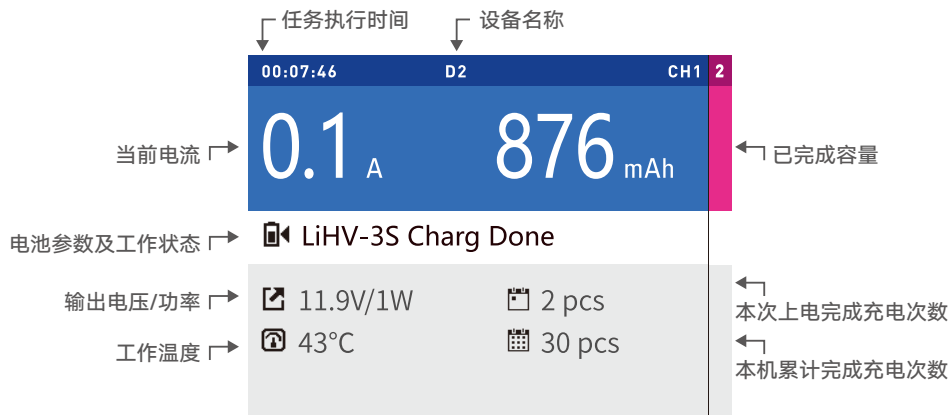 任务执行时间 设备名称
00:07:46 D2 CH1 2
当前电流 0.1 A 876 mAh 已完成容量
电池参数及工作状态 LiHV-3S Charg Done
输出电压/功率 11.9V/1W 2 pcs
本次上电完成充电次数
工作温度 43°C 30 pcs
本机累计完成充电次数